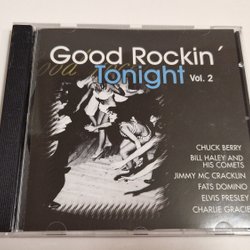 Good Rockin´
Tonight Vol. 2
CHUCK BERRY
BILL HALEY AND
HIS COMETS
JIMMY MC CRACKLIN
FATS DOMINO
ELVIS PRESLEY
CHARLIE GRACIE